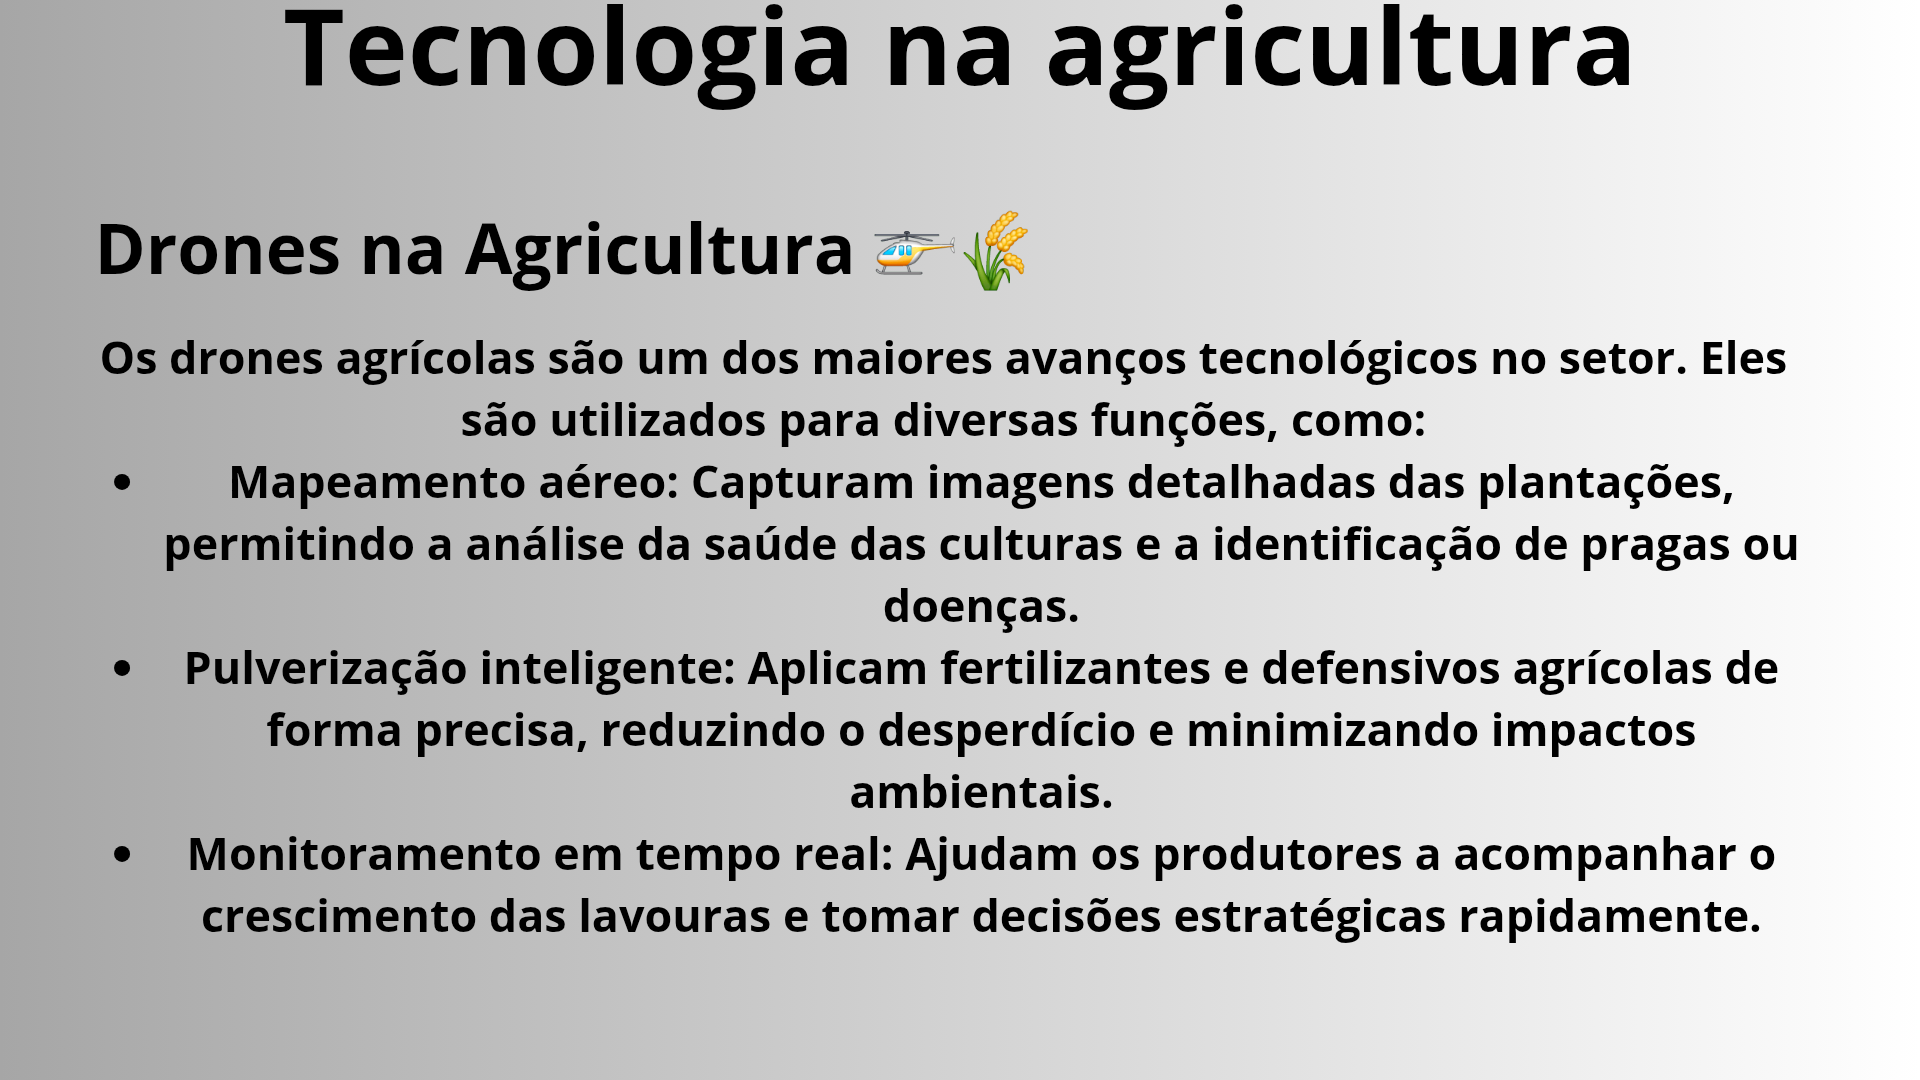 Tecnologia na agricultura
Drones na Agricultura 🚁🌾
Os drones agrícolas são um dos maiores avanços tecnológicos no setor. Eles
são utilizados para diversas funções, como:
• Mapeamento aéreo: Capturam imagens detalhadas das plantações,
permitindo a análise da saúde das culturas e a identificação de pragas ou
doenças.
• Pulverização inteligente: Aplicam fertilizantes e defensivos agrícolas de
forma precisa, reduzindo o desperdício e minimizando impactos
ambientais.
• Monitoramento em tempo real: Ajudam os produtores a acompanhar o
crescimento das lavouras e tomar decisões estratégicas rapidamente.